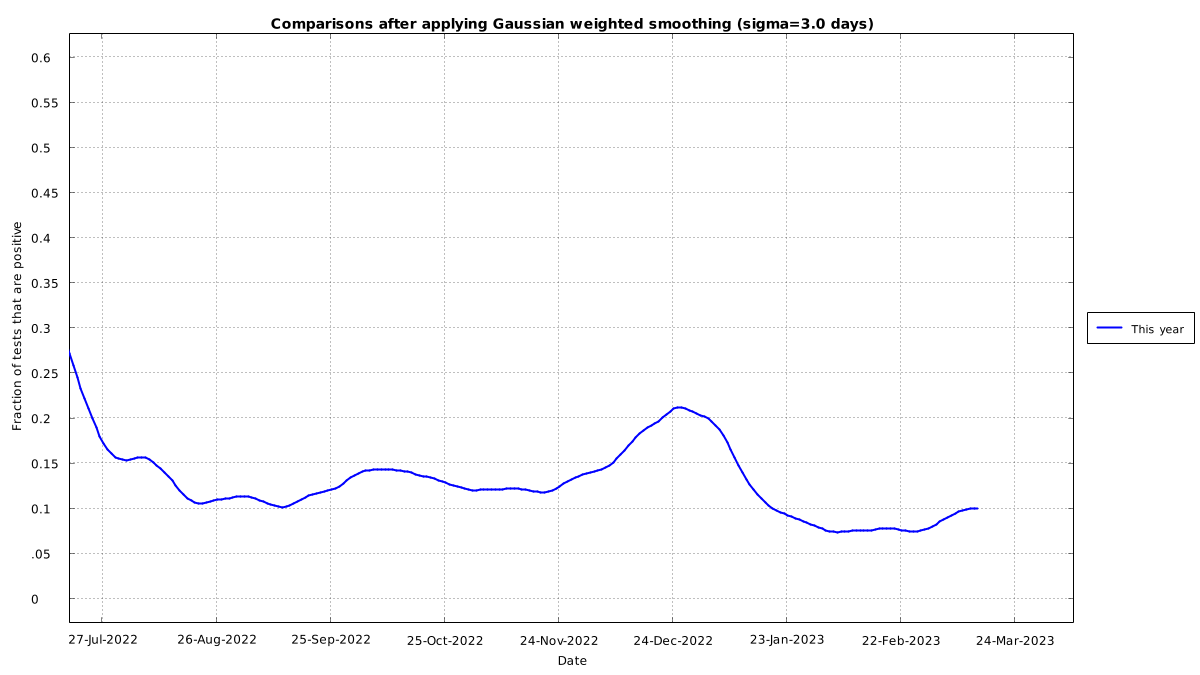 Comparisons after applying Gaussian weighted smoothing (sigma=3.0 days)
0.6
0.55
0.5
0.45
0.4
0.35
0.3
0.25
0.2
0.15
0.1
.05
0
Fraction of tests that are positive
This year
27-Jul-2022 26-Aug-2022 25-Sep-2022 25-Oct-2022 24-Nov-2022 24-Dec-2022 23-Jan-2023 22-Feb-2023 24-Mar-2023
Date